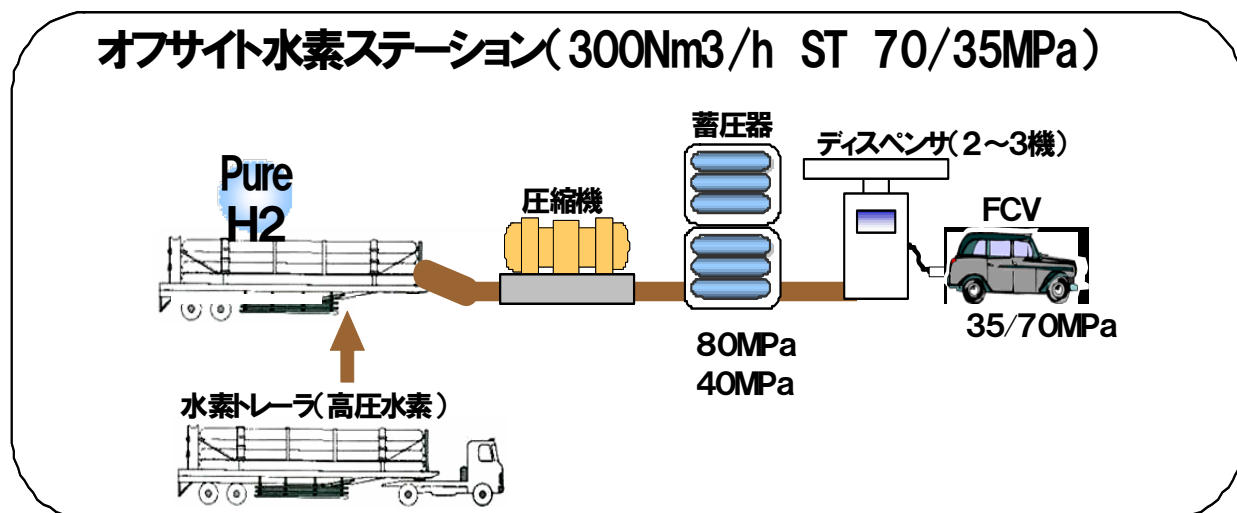 オフサイト水素ステーション(300Nm3/h ST 70/35MPa)
蓄圧器
ディスペンサ(2~3機)
Pure
H2
圧縮機
FCV
35/70MPa
80MPa
40MPa
水素トレーラ(高圧水素)